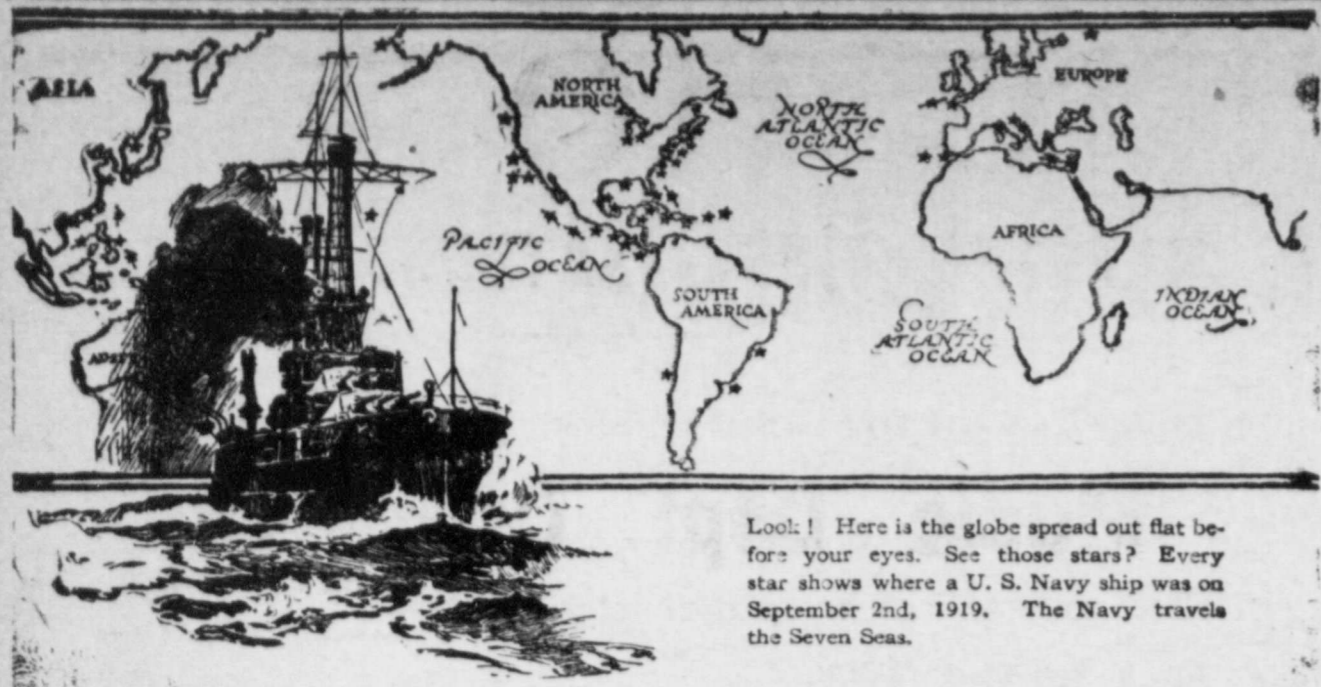 ASIA
NORTH
AMERICA
NORTH
ATLANTIC
OCEAN
EUROPE
PACIFIC
OCEAN
AFRICA
SOUTH
AMERICA
INDIAN
OCEAN
SOUTH
ATLANTIC
OCEAN
Look! Here is the globe spread out flat be-
fore your eyes. See those stars? Every
star shows where a U. S. Navy ship was on
September 2nd, 1919. The Navy travels
the Seven Seas.